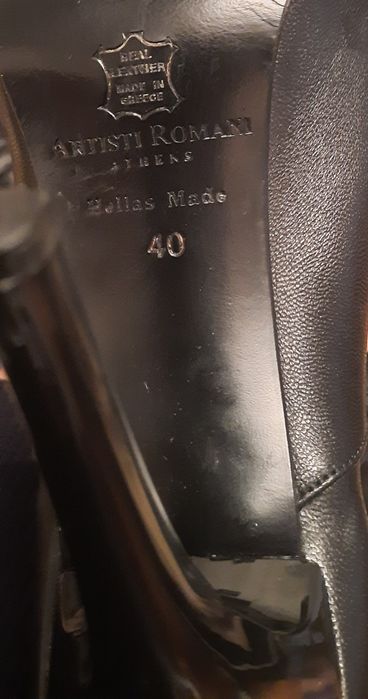 REAL
LEATHER
MADE IN
GREECE
ARTISTI ROMANI
ATHENS
Hellas Made
40